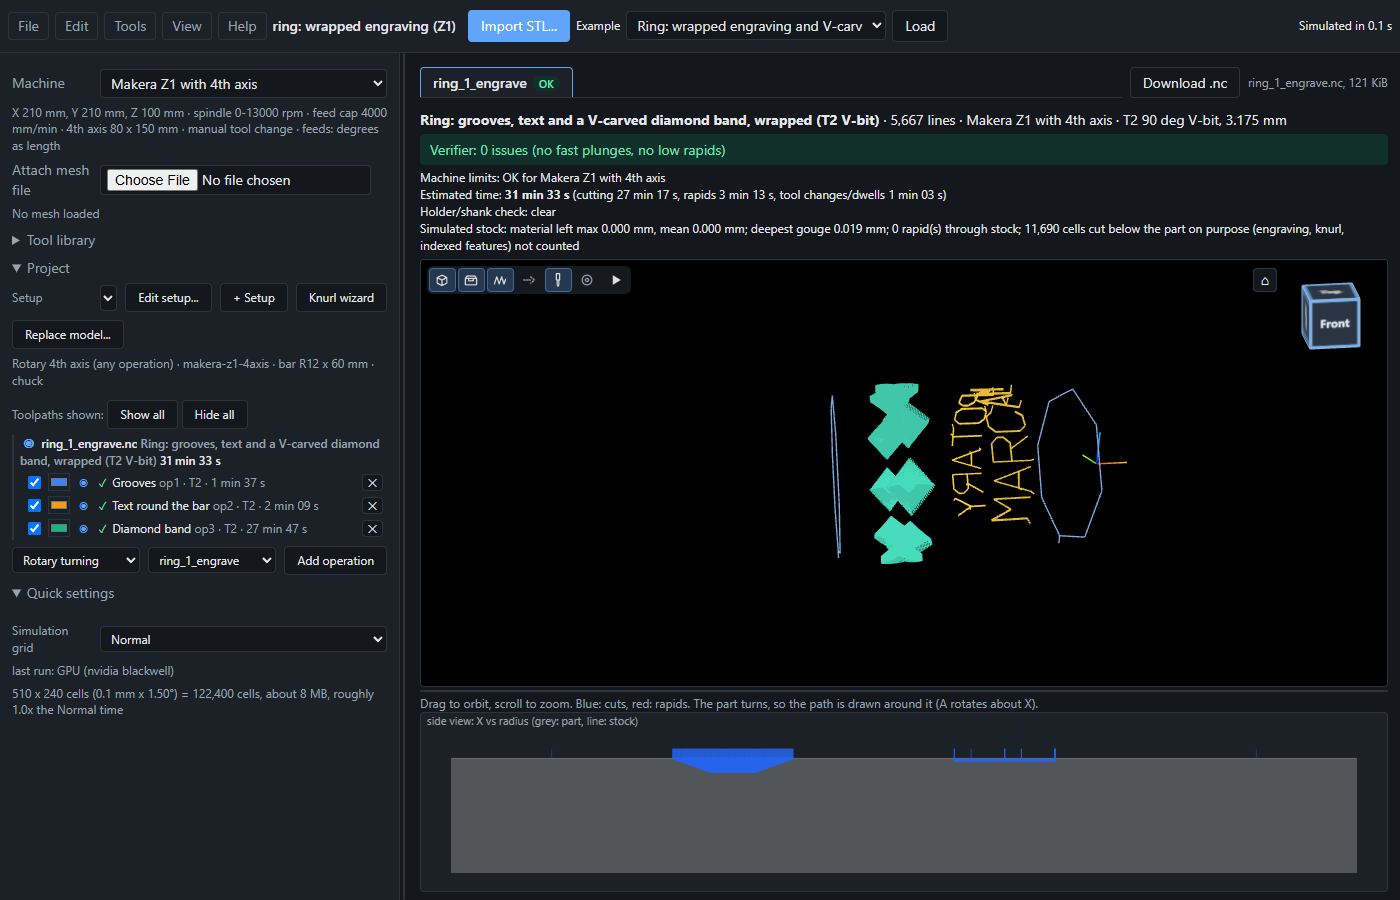 File Edit Tools View Help ring: wrapped engraving (Z1) Import STL... Example Ring: wrapped engraving and V-carv Load Simulated in 0.1 s
Machine Makera Z1 with 4th axis
X 210 mm, Y 210 mm, Z 100 mm · spindle 0-13000 rpm · feed cap 4000
mm/min · 4th axis 80 x 150 mm · manual tool change · feeds: degrees
as length
Attach mesh
file
Choose File No file chosen
No mesh loaded
Tool library
Project
Setup Edit setup... + Setup Knurl wizard
Replace model...
Rotary 4th axis (any operation) · makera-z1-4axis · bar R12 x 60 mm ·
chuck
Toolpaths shown: Show all Hide all
ring_1_engrave.nc Ring: grooves, text and a V-carved diamond
band, wrapped (T2 V-bit) 31 min 33 s
Grooves op1 · T2 · 1 min 37 s
Text round the bar op2 · T2 · 2 min 09 s
Diamond band op3 · T2 · 27 min 47 s
Rotary turning ring_1_engrave Add operation
Quick settings
Simulation
grid
Normal
last run: GPU (nvidia blackwell)
510 x 240 cells (0.1 mm x 1.50°) = 122,400 cells, about 8 MB, roughly
1.0x the Normal time
ring_1_engrave OK Download .nc ring_1_engrave.nc, 121 KiB
Ring: grooves, text and a V-carved diamond band, wrapped (T2 V-bit) · 5,667 lines · Makera Z1 with 4th axis · T2 90 deg V-bit, 3.175 mm
Verifier: 0 issues (no fast plunges, no low rapids)
Machine limits: OK for Makera Z1 with 4th axis
Estimated time: 31 min 33 s (cutting 27 min 17 s, rapids 3 min 13 s, tool changes/dwells 1 min 03 s)
Holder/shank check: clear
Simulated stock: material left max 0.000 mm, mean 0.000 mm; deepest gouge 0.019 mm; 0 rapid(s) through stock; 11,690 cells cut below the part on purpose (engraving, knurl,
indexed features) not counted
Front
Drag to orbit, scroll to zoom. Blue: cuts, red: rapids. The part turns, so the path is drawn around it (A rotates about X).
side view: X vs radius (grey: part, line: stock)